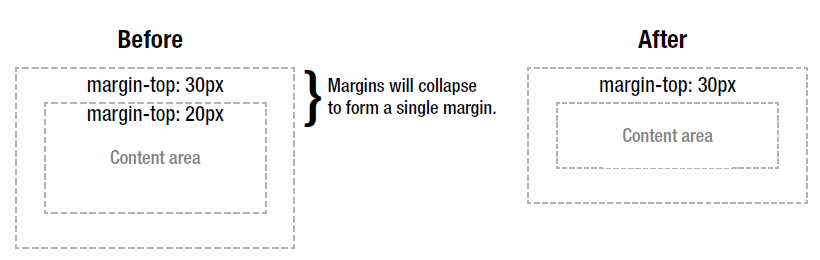 Before
After
margin-top: 30px
margin-top: 20px
Content area
Margins will collapse
to form a single margin.
margin-top: 30px
Content area